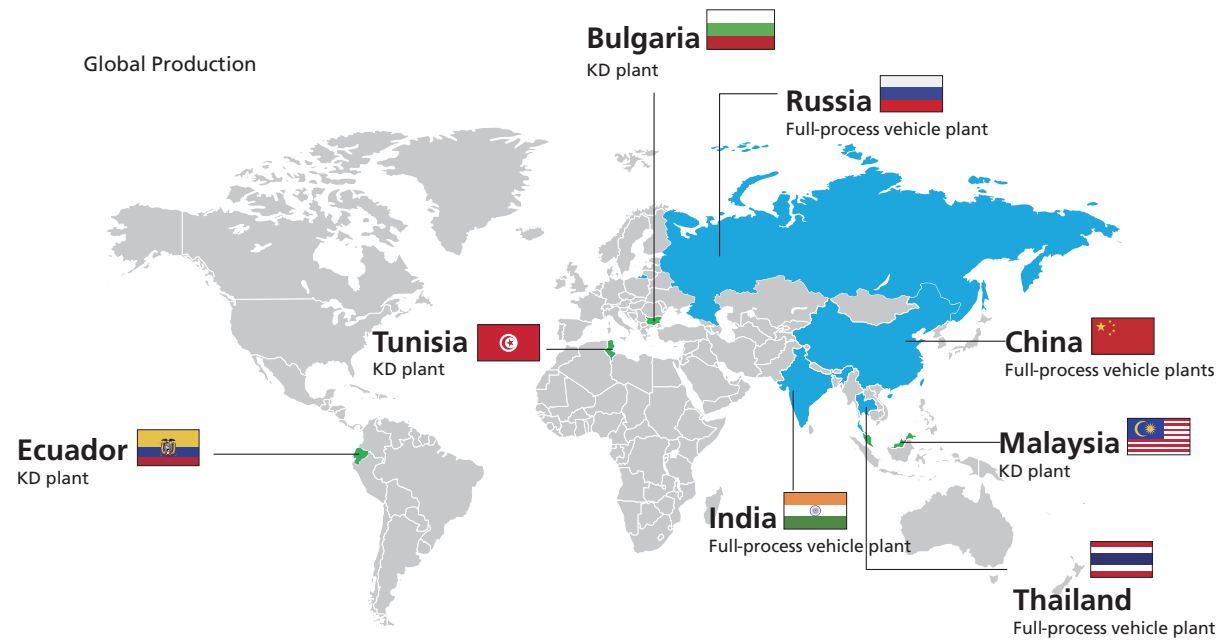 Global Production
Bulgaria
KD plant
Russia
Full-process vehicle plant
Tunisia
KD plant
China
Full-process vehicle plants
Ecuador
KD plant
Malaysia
KD plant
India
Full-process vehicle plant
Thailand
Full-process vehicle plant